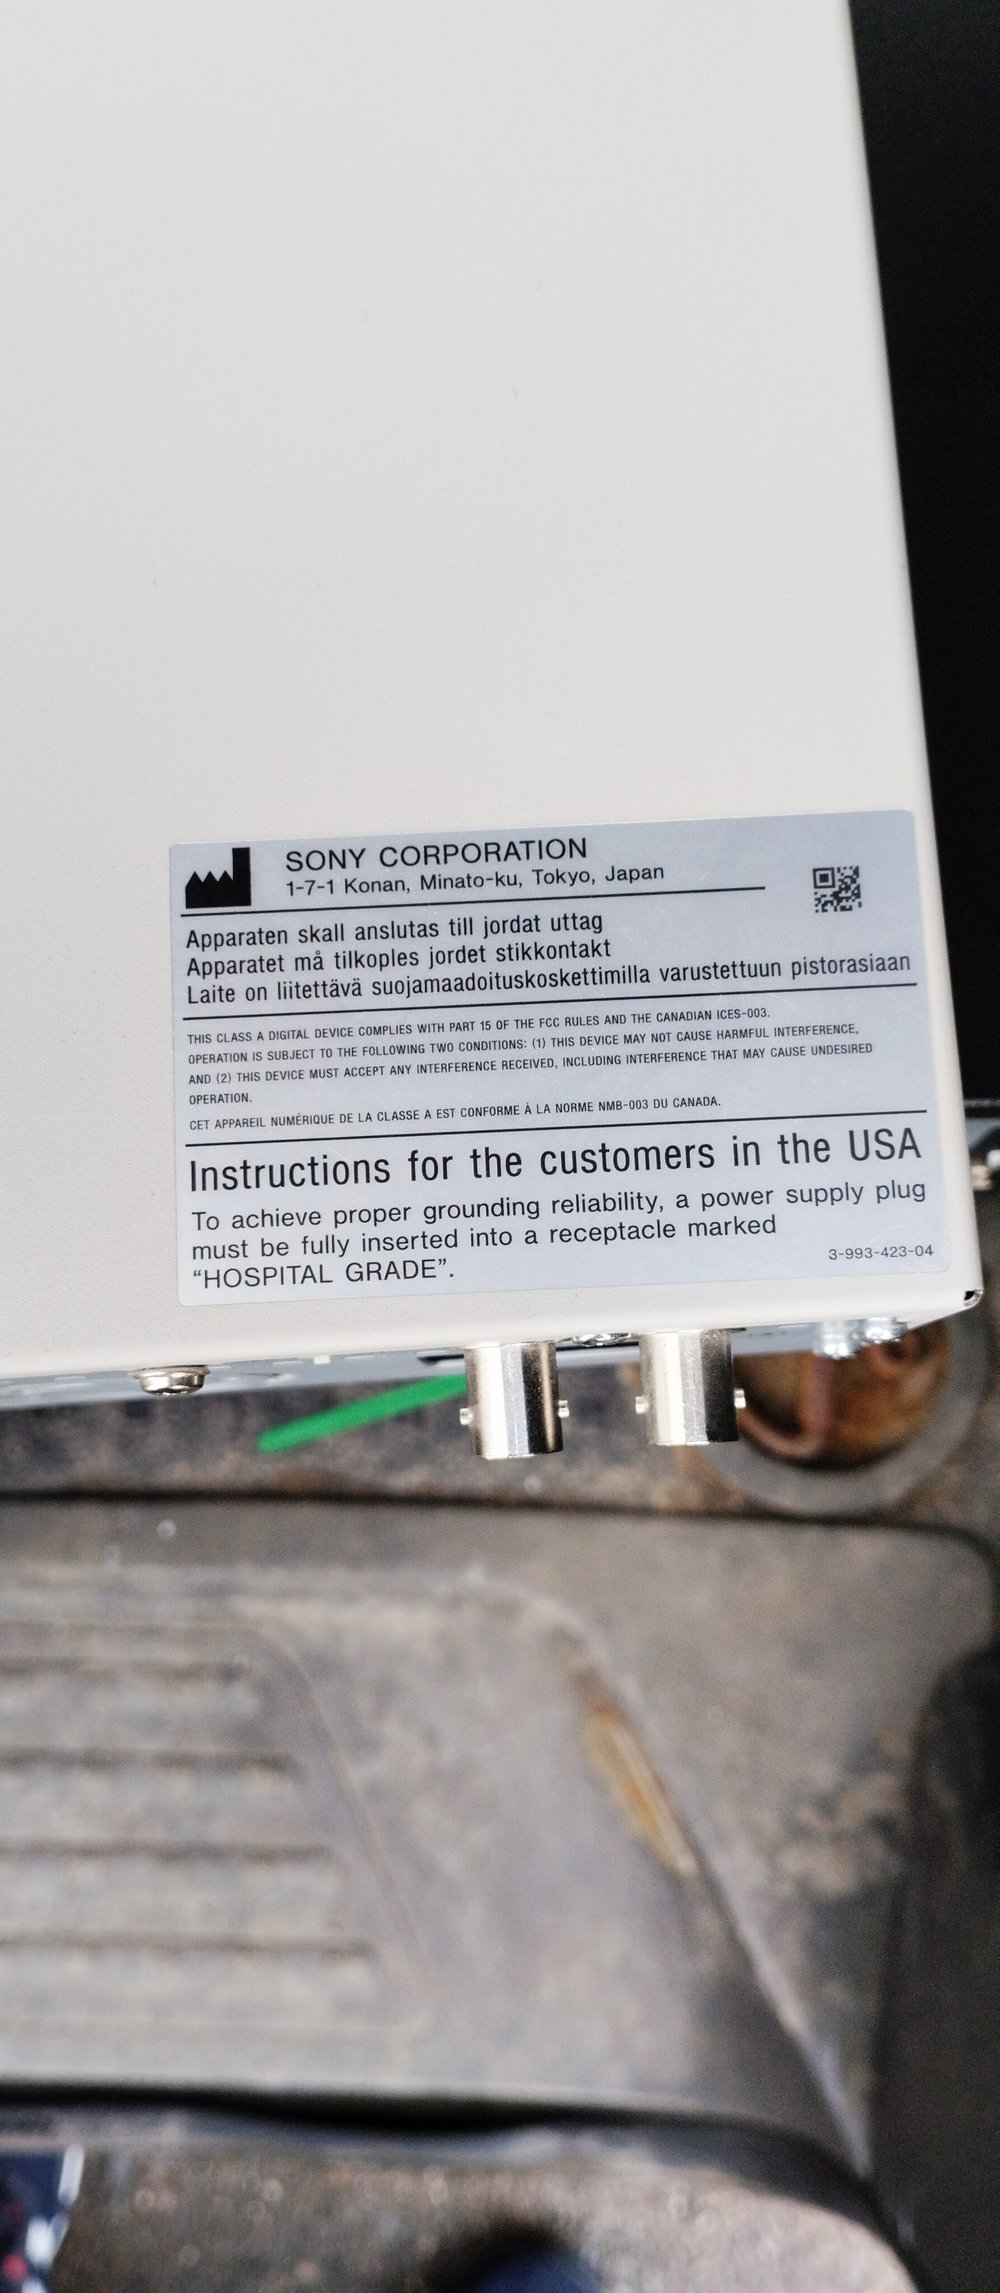 SONY CORPORATION
1-7-1 Konan, Minato-ku, Tokyo, Japan
Apparaten skall anslutas till jordat uttag
Apparatet må tilkoples jordet stikkontakt
Laite on liitettävä suojamaadoituskoskettimilla varustettuun pistorasiaan
THIS CLASS A DIGITAL DEVICE COMPLIES WITH PART 15 OF THE FCC RULES AND THE CANADIAN ICES-003.
OPERATION IS SUBJECT TO THE FOLLOWING TWO CONDITIONS: (1) THIS DEVICE MAY NOT CAUSE HARMFUL INTERFERENCE,
AND (2) THIS DEVICE MUST ACCEPT ANY INTERFERENCE RECEIVED, INCLUDING INTERFERENCE THAT MAY CAUSE UNDESIRED
OPERATION.
CET APPAREIL NUMÉRIQUE DE LA CLASSE A EST CONFORME À LA NORME NMB-003 DU CANADA.
Instructions for the customers in the USA
To achieve proper grounding reliability, a power supply plug
must be fully inserted into a receptacle marked
“HOSPITAL GRADE”.
3-993-423-04